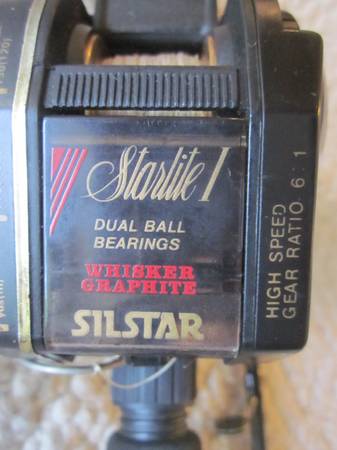 Starlite I
DUAL BALL
BEARINGS
WHISKER
GRAPHITE
SILSTAR
HIGH SPEED
GEAR RATIO 6:1